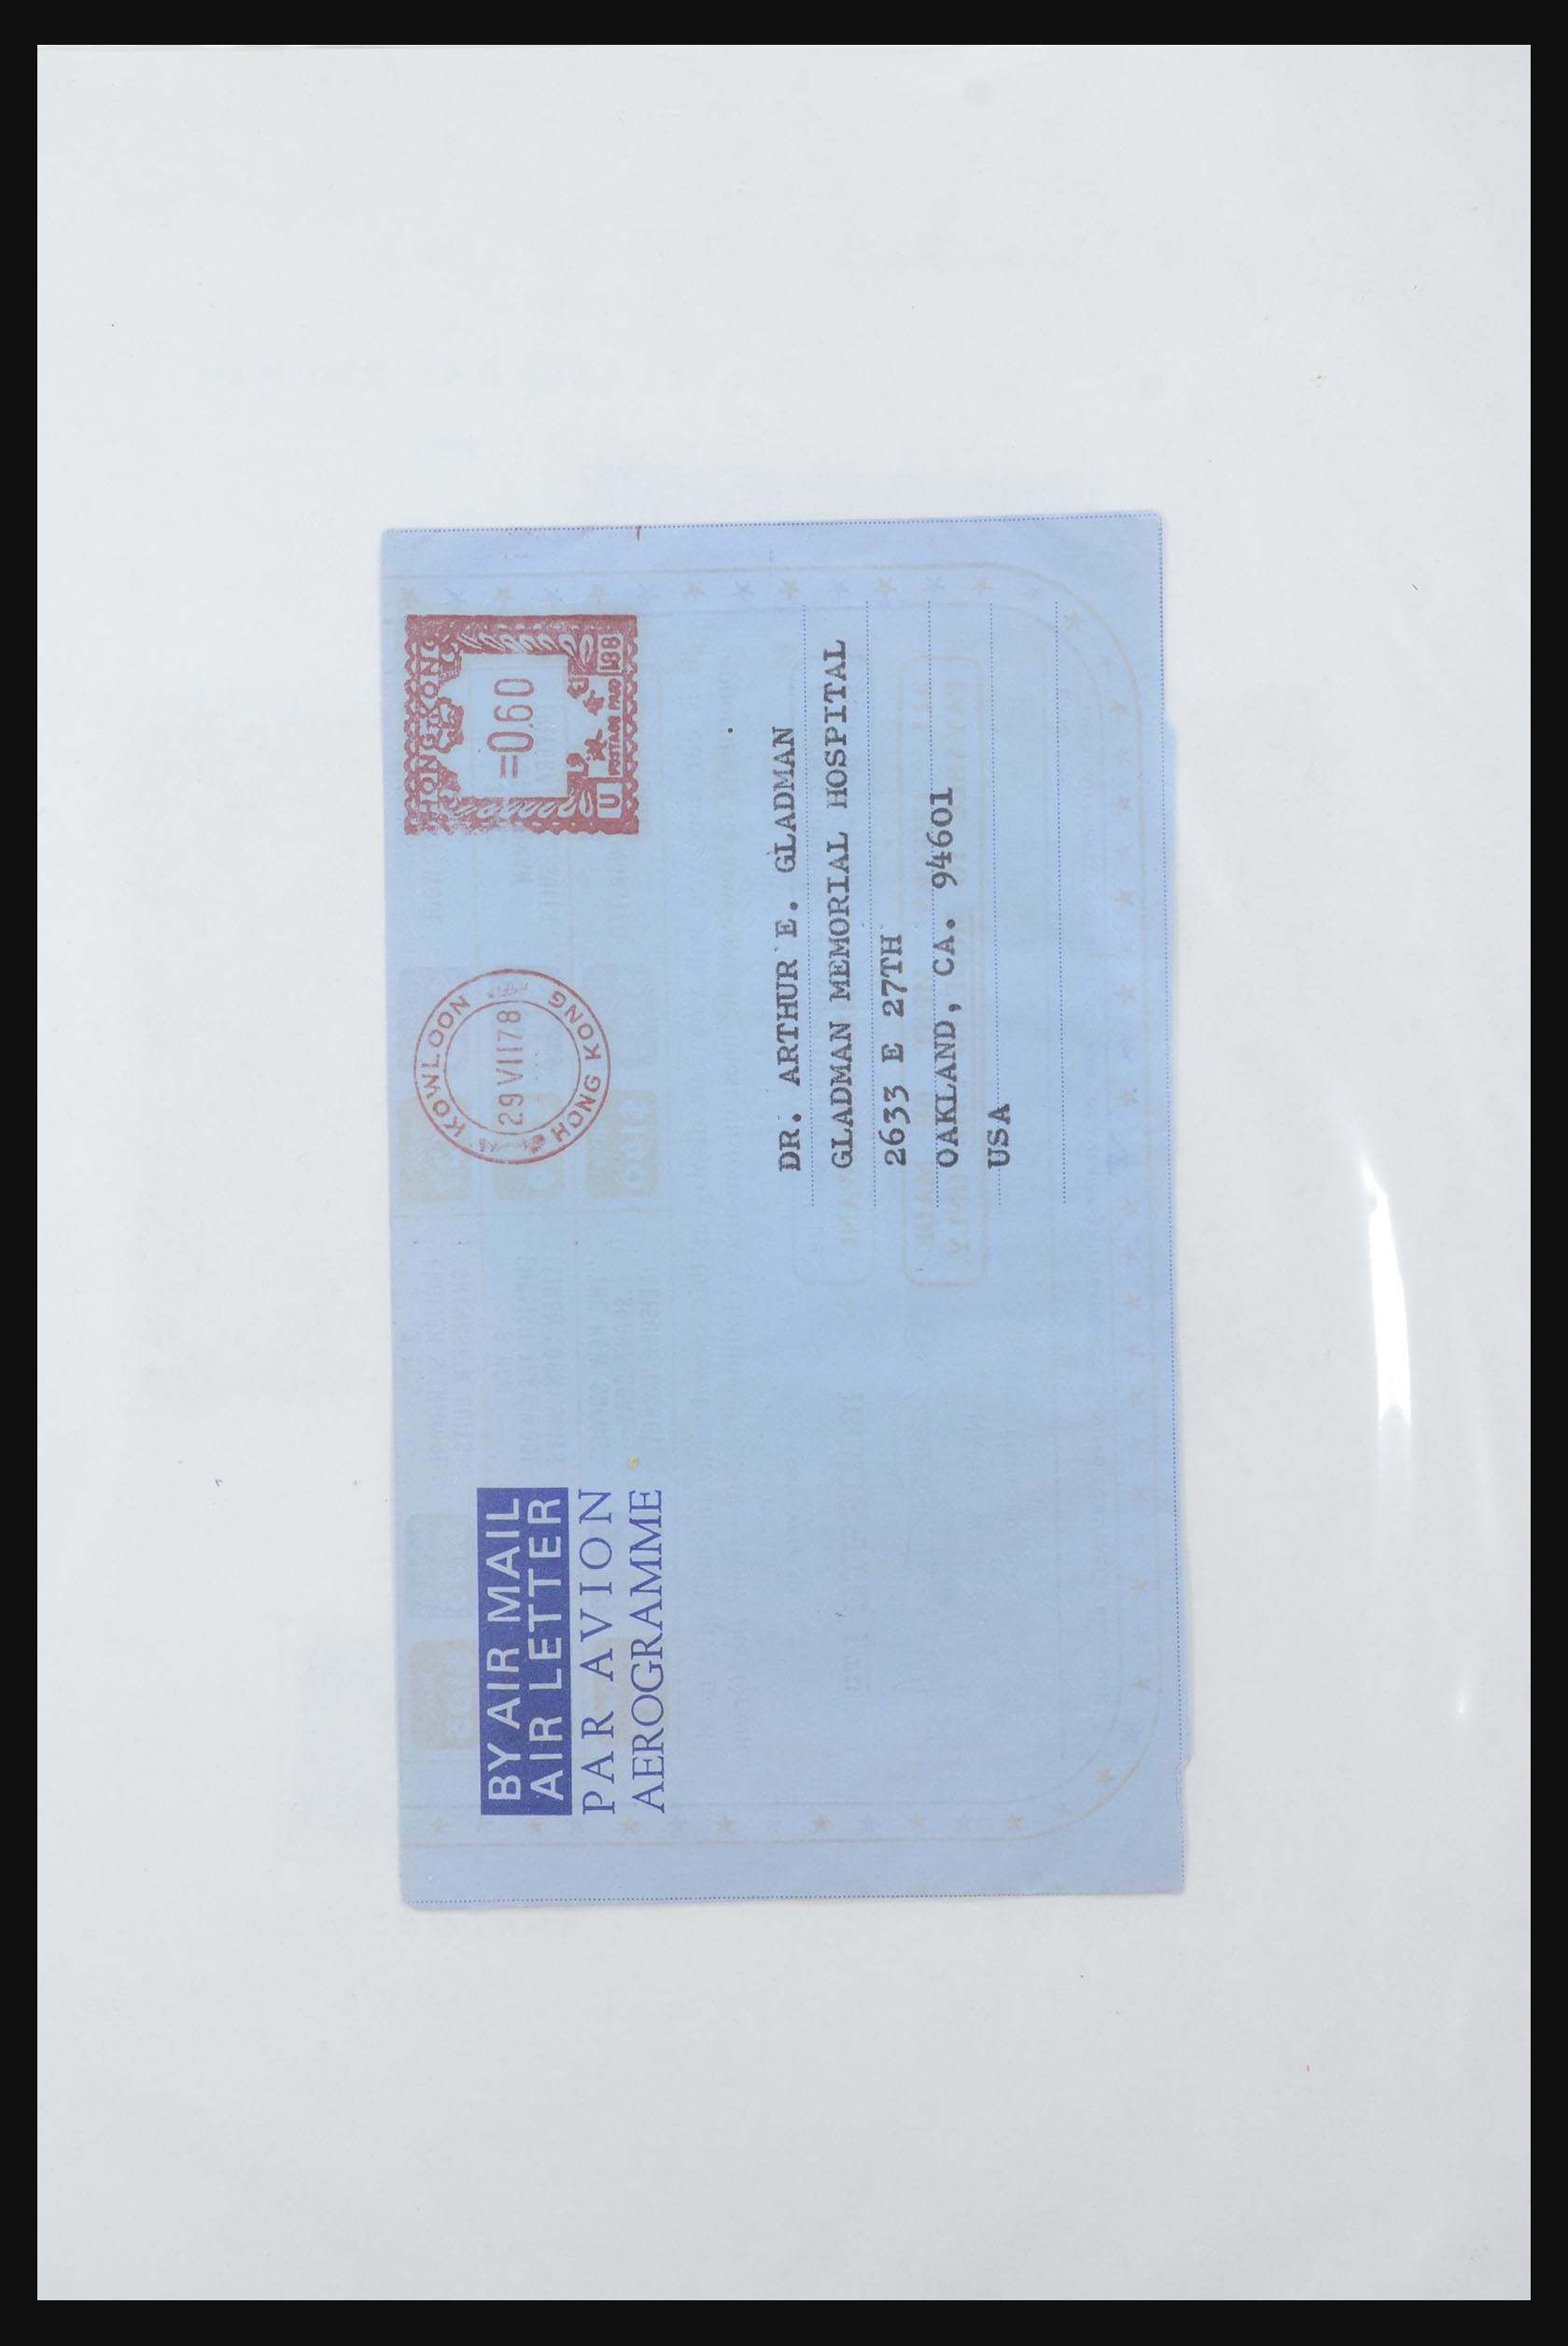 BY AIR MAIL
AIR LETTER
PAR AVION
AEROGRAMME
KOWLOON
29 VII 78
HONG KONG
HONG KONG
=0.60
U POSTAGE PAID 188
DR. ARTHUR E. GLADMAN
GLADMAN MEMORIAL HOSPITAL
2633 E 27TH
OAKLAND, CA. 94601
USA